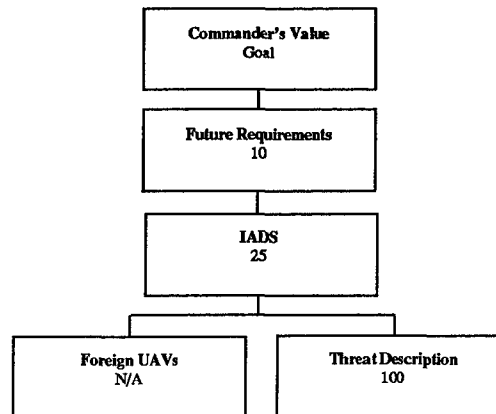 Commander's Value
Goal
Future Requirements
10
IADS
25
Foreign UAVs
N/A
Threat Description
100